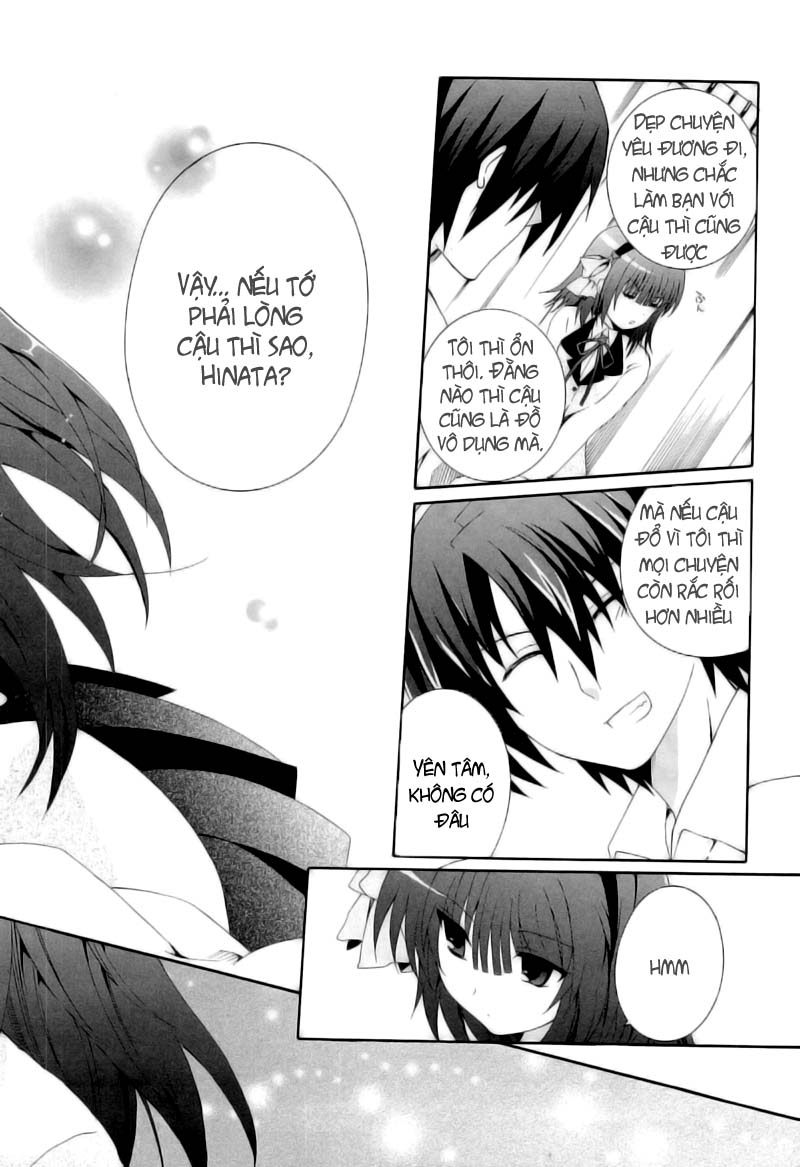 DẸP CHUYỆN
YÊU ĐƯƠNG ĐI,
NHƯNG CHẮC
LÀM BẠN VỚI
CẬU THÌ CŨNG
ĐƯỢC
TÔI THÌ ỔN
THÔI. ĐẰNG
NÀO THÌ CẬU
CŨNG LÀ ĐỒ
VÔ DỤNG MÀ.
MÀ NẾU CẬU
ĐỔ VÌ TÔI THÌ
MỌI CHUYỆN
CÒN RẮC RỐI
HƠN NHIỀU
YÊN TÂM,
KHÔNG CÓ
ĐÂU
HMM
VẬY... NẾU TỚ
PHẢI LÒNG
CẬU THÌ SAO,
HINATA?